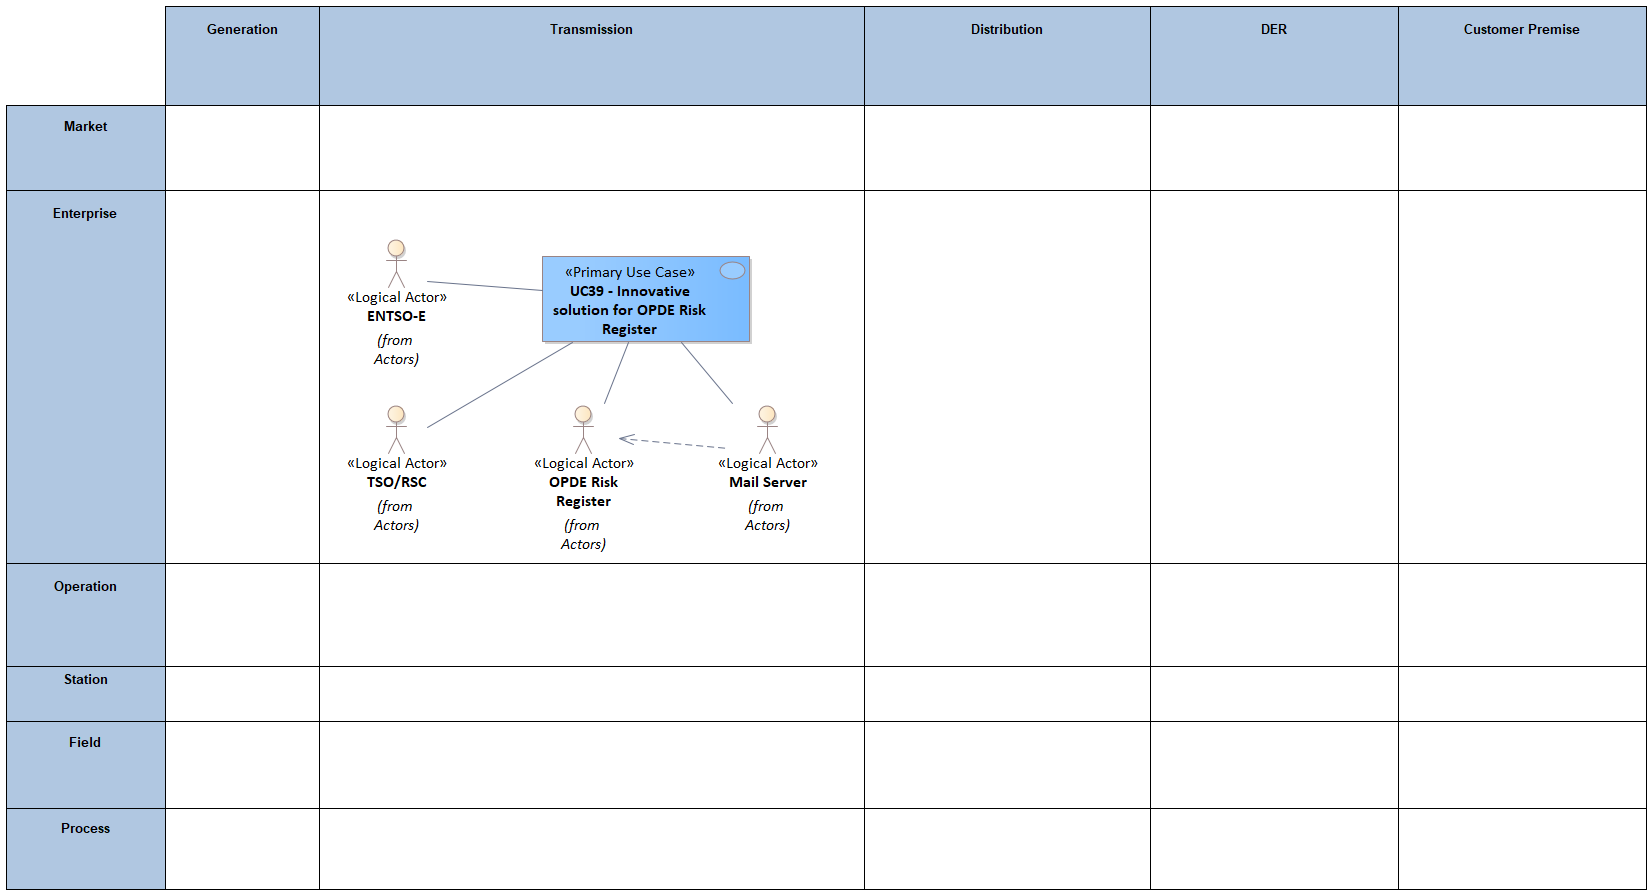 Generation
Transmission
Distribution
DER
Customer Premise
Market
Enterprise
«Primary Use Case»
UC39 - Innovative
solution for OPDE Risk
Register
«Logical Actor»
ENTSO-E
(from
Actors)
«Logical Actor»
TSO/RSC
(from
Actors)
«Logical Actor»
OPDE Risk
Register
(from
Actors)
«Logical Actor»
Mail Server
(from
Actors)
Operation
Station
Field
Process